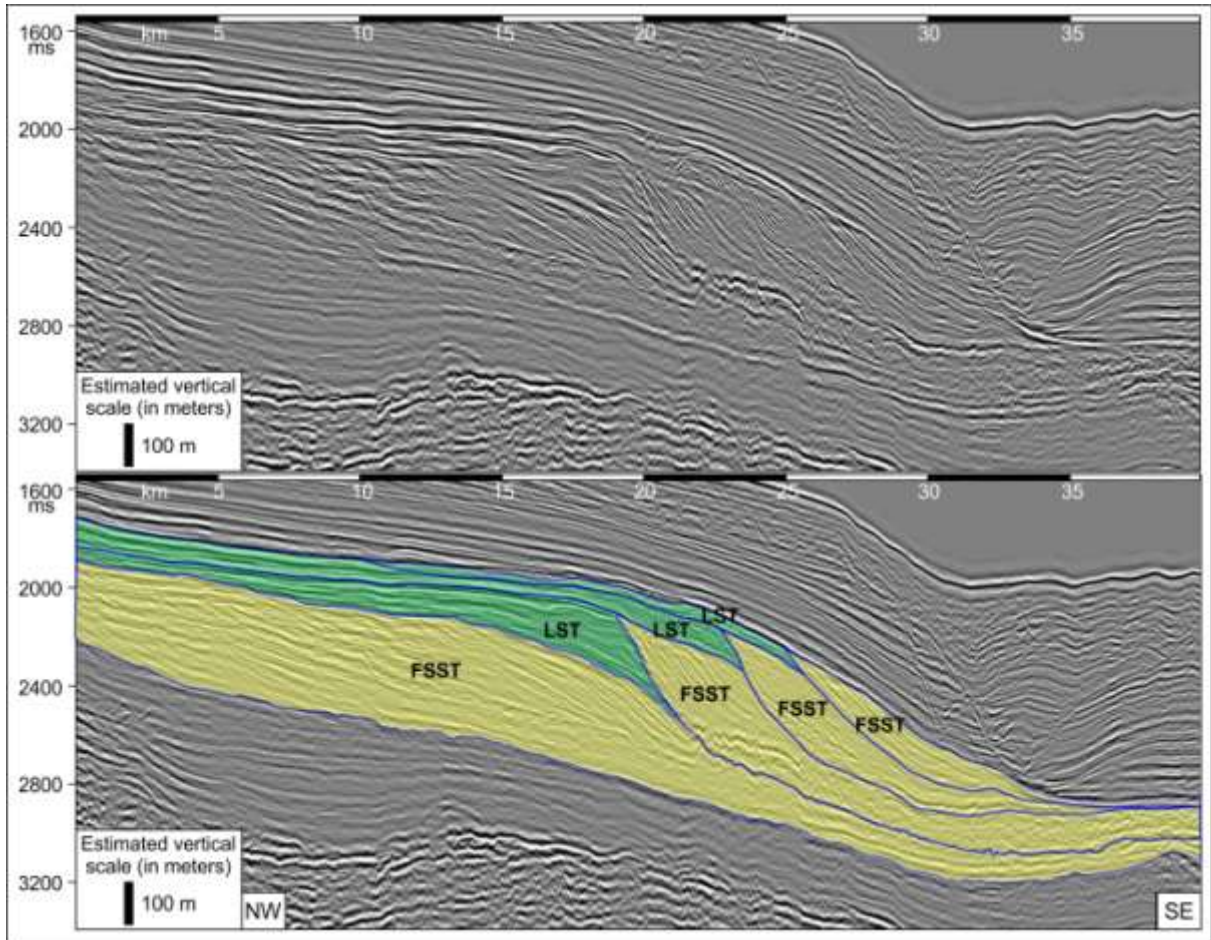 km 5 10 15 20 25 30 35
1600
ms
2000
2400
2800
3200
Estimated vertical
scale (in meters)
100 m
km 5 10 15 20 25 30 35
1600
ms
2000
2400
2800
3200
LST
LST
LST
FSST
FSST
FSST
FSST
Estimated vertical
scale (in meters)
100 m
NW
SE